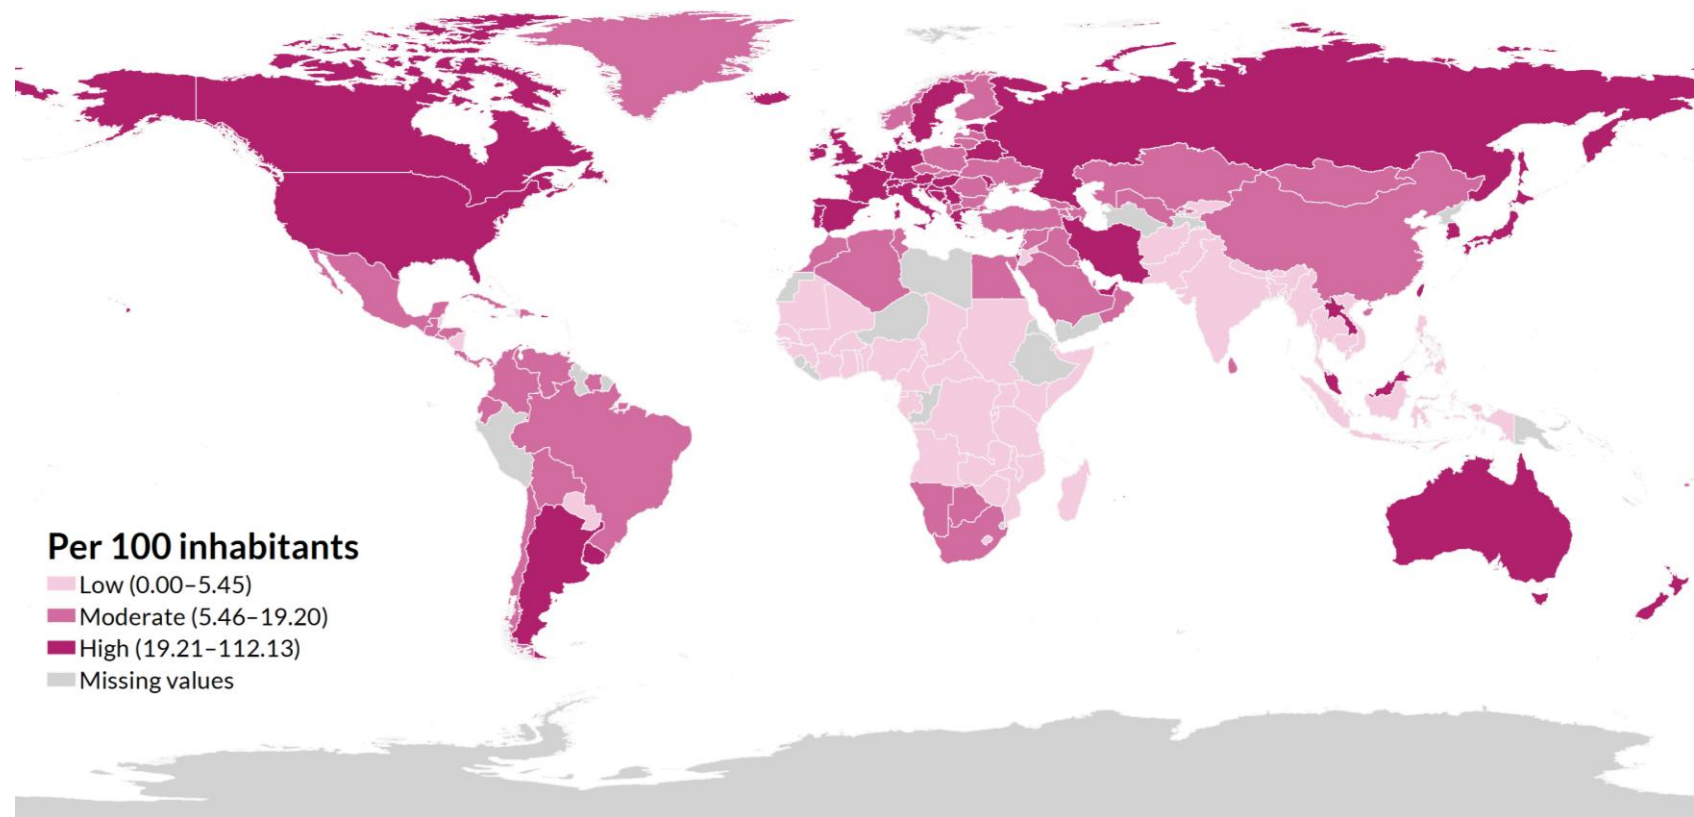 Per 100 inhabitants
Low (0.00–5.45)
Moderate (5.46–19.20)
High (19.21–112.13)
Missing values